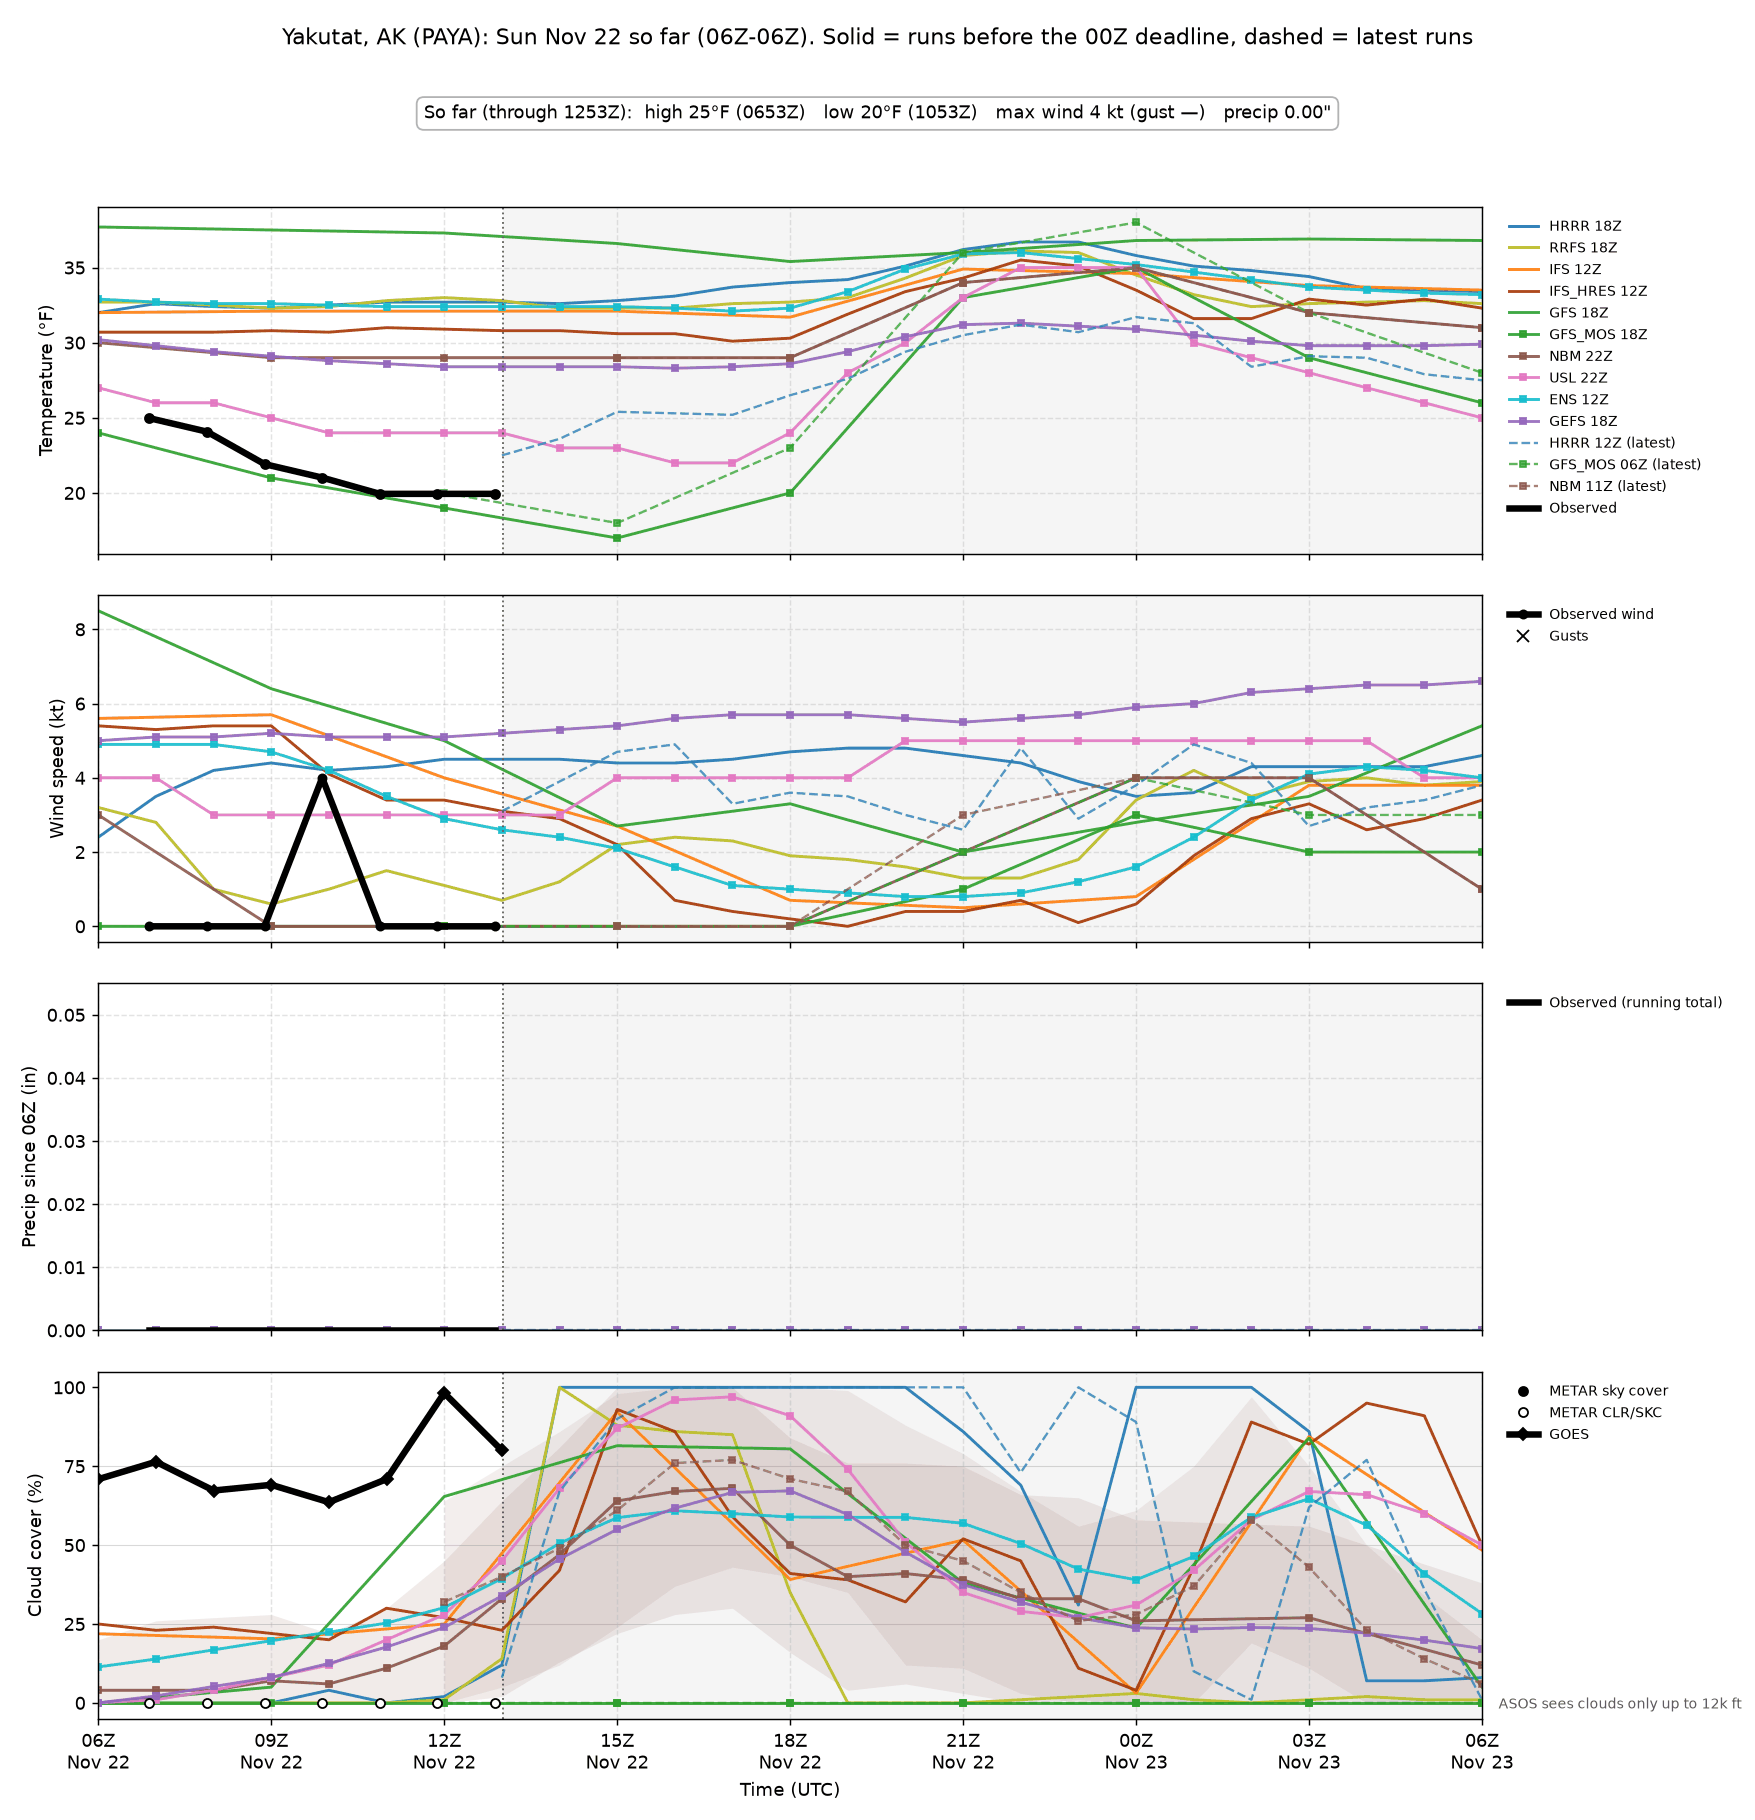 Yakutat, AK (PAYA): Sun Nov 22 so far (06Z-06Z). Solid = runs before the 00Z deadline, dashed = latest runs
So far (through 1253Z):  high 25°F (0653Z)   low 20°F (1053Z)   max wind 4 kt (gust —)   precip 0.00"
Temperature (°F)
35
30
25
20
HRRR 18Z
RRFS 18Z
IFS 12Z
IFS_HRES 12Z
GFS 18Z
GFS_MOS 18Z
NBM 22Z
USL 22Z
ENS 12Z
GEFS 18Z
HRRR 12Z (latest)
GFS_MOS 06Z (latest)
NBM 11Z (latest)
Observed
Wind speed (kt)
8
6
4
2
0
Observed wind
Gusts
Precip since 06Z (in)
0.05
0.04
0.03
0.02
0.01
0.00
Observed (running total)
Cloud cover (%)
100
75
50
25
0
METAR sky cover
METAR CLR/SKC
GOES
ASOS sees clouds only up to 12k ft
06Z
Nov 22
09Z
Nov 22
12Z
Nov 22
15Z
Nov 22
18Z
Nov 22
21Z
Nov 22
00Z
Nov 23
03Z
Nov 23
06Z
Nov 23
Time (UTC)